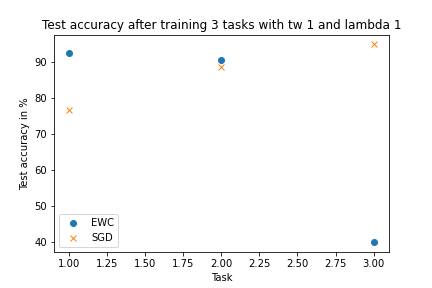 Test accuracy after training 3 tasks with tw 1 and lambda 1
Test accuracy in %
90
80
70
60
50
40
EWC
SGD
1.00 1.25 1.50 1.75 2.00 2.25 2.50 2.75 3.00
Task